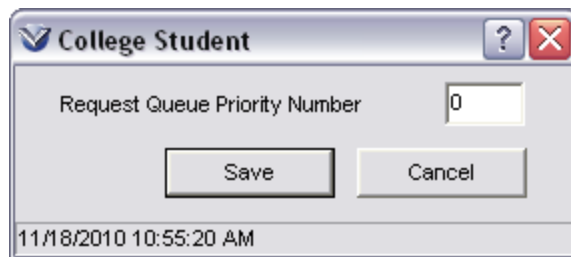 College Student
?
Request Queue Priority Number 0
Save Cancel
11/18/2010 10:55:20 AM